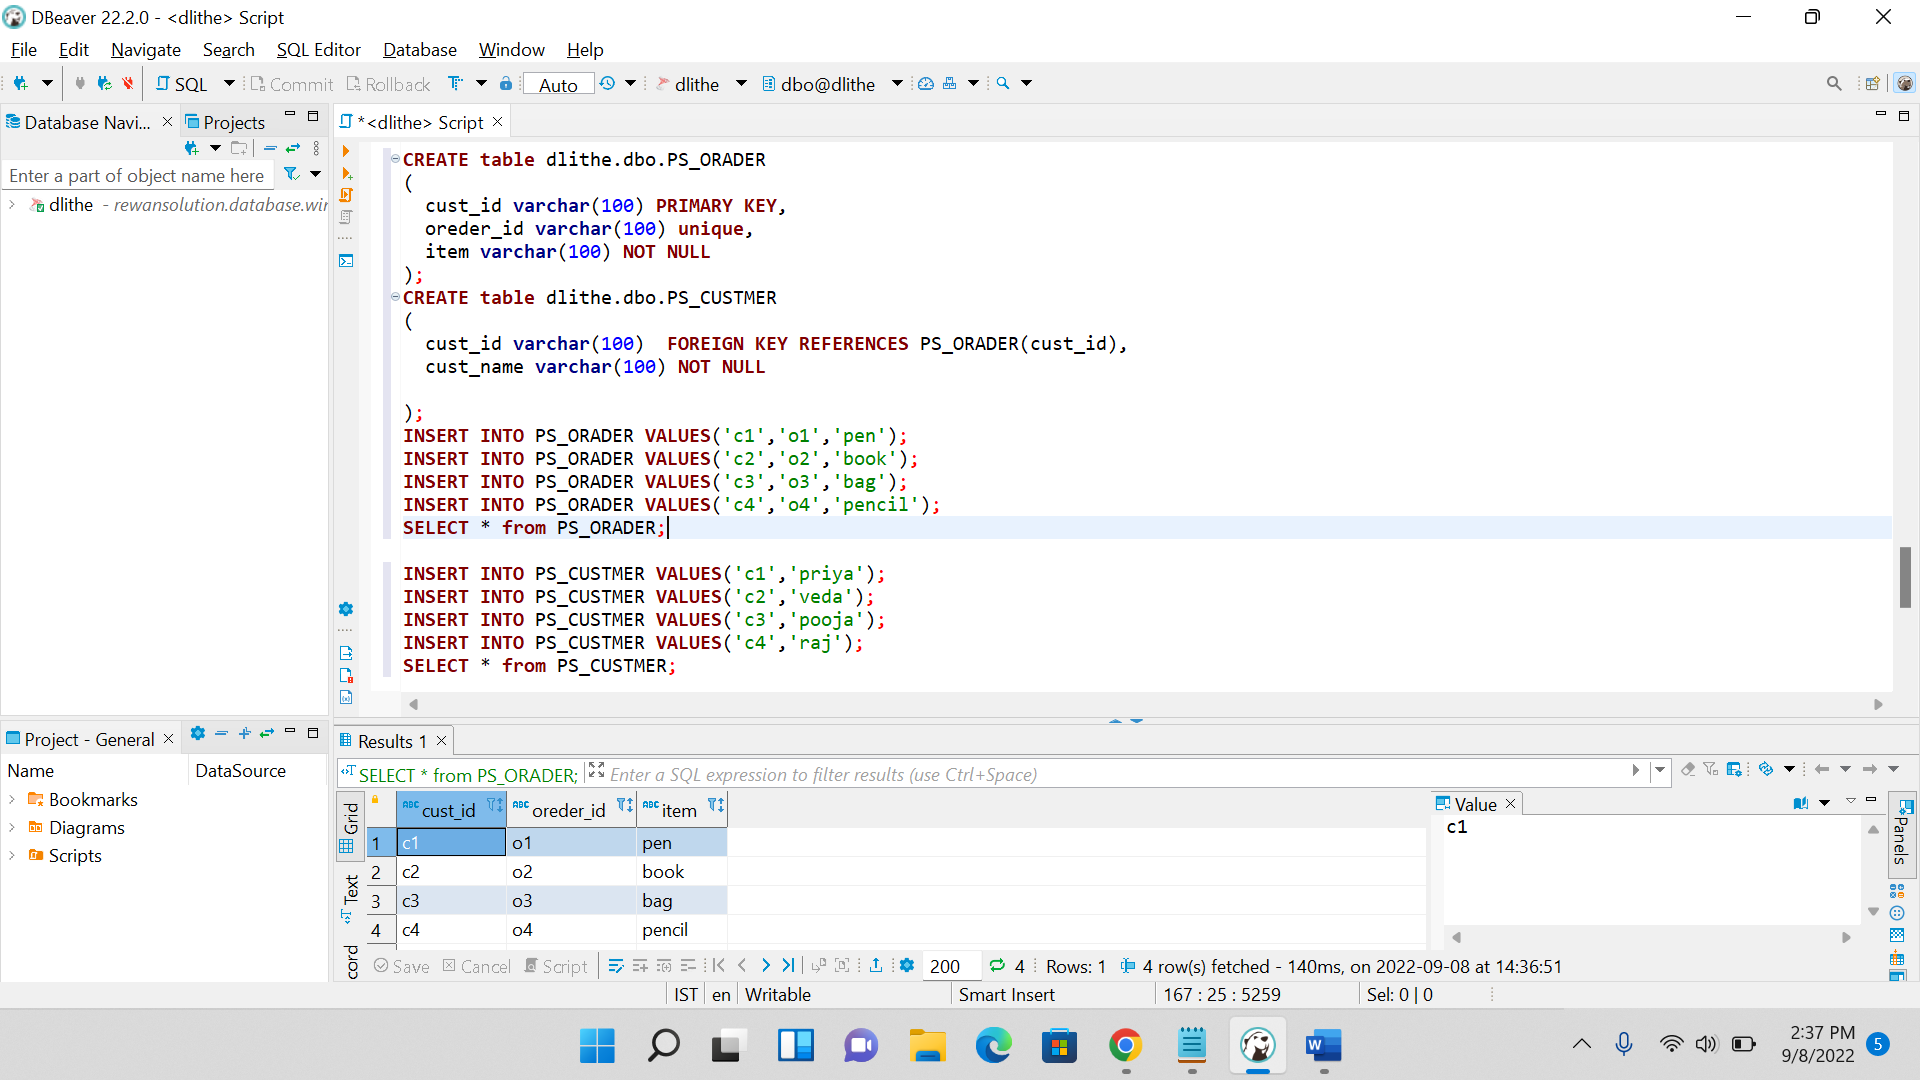 DBeaver 22.2.0 - <dlithe> Script
File Edit Navigate Search SQL Editor Database Window Help
SQL Commit Rollback Auto dlithe dbo@dlithe
Database Navi... Projects
*<dlithe> Script
Enter a part of object name here
dlithe - rewansolution.database.wir
CREATE table dlithe.dbo.PS_ORADER
(
cust_id varchar(100) PRIMARY KEY,
oreder_id varchar(100) unique,
item varchar(100) NOT NULL
);
CREATE table dlithe.dbo.PS_CUSTMER
(
cust_id varchar(100)  FOREIGN KEY REFERENCES PS_ORADER(cust_id),
cust_name varchar(100) NOT NULL
);
INSERT INTO PS_ORADER VALUES('c1','o1','pen');
INSERT INTO PS_ORADER VALUES('c2','o2','book');
INSERT INTO PS_ORADER VALUES('c3','o3','bag');
INSERT INTO PS_ORADER VALUES('c4','o4','pencil');
SELECT * from PS_ORADER;
INSERT INTO PS_CUSTMER VALUES('c1','priya');
INSERT INTO PS_CUSTMER VALUES('c2','veda');
INSERT INTO PS_CUSTMER VALUES('c3','pooja');
INSERT INTO PS_CUSTMER VALUES('c4','raj');
SELECT * from PS_CUSTMER;
Project - General
Name DataSource
Bookmarks
Diagrams
Scripts
Results 1
SELECT * from PS_ORADER; Enter a SQL expression to filter results (use Ctrl+Space)
Grid
Text
cord
ABC cust_id ABC oreder_id ABC item
1 c1 o1 pen
2 c2 o2 book
3 c3 o3 bag
4 c4 o4 pencil
Value
c1
Panels
Save Cancel Script 200 4 Rows: 1 4 row(s) fetched - 140ms, on 2022-09-08 at 14:36:51
IST en Writable Smart Insert 167 : 25 : 5259 Sel: 0 | 0
2:37 PM
9/8/2022
5